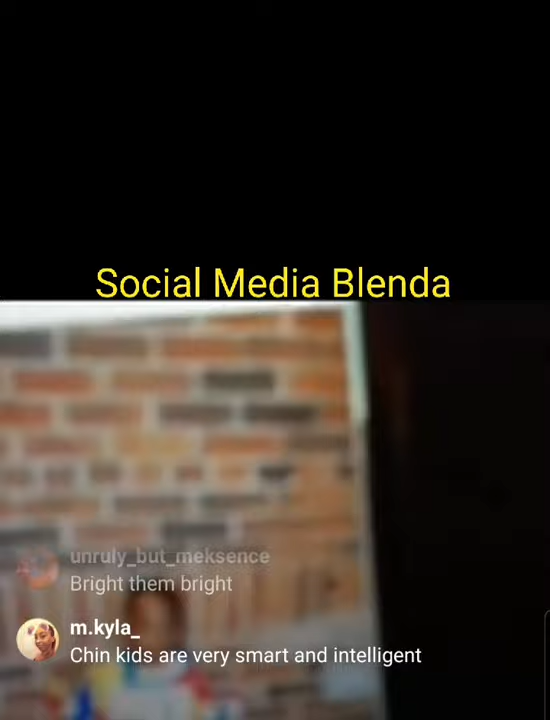 Social Media Blenda
unruly_but_meksence
Bright them bright
m.kyla_
Chin kids are very smart and intelligent